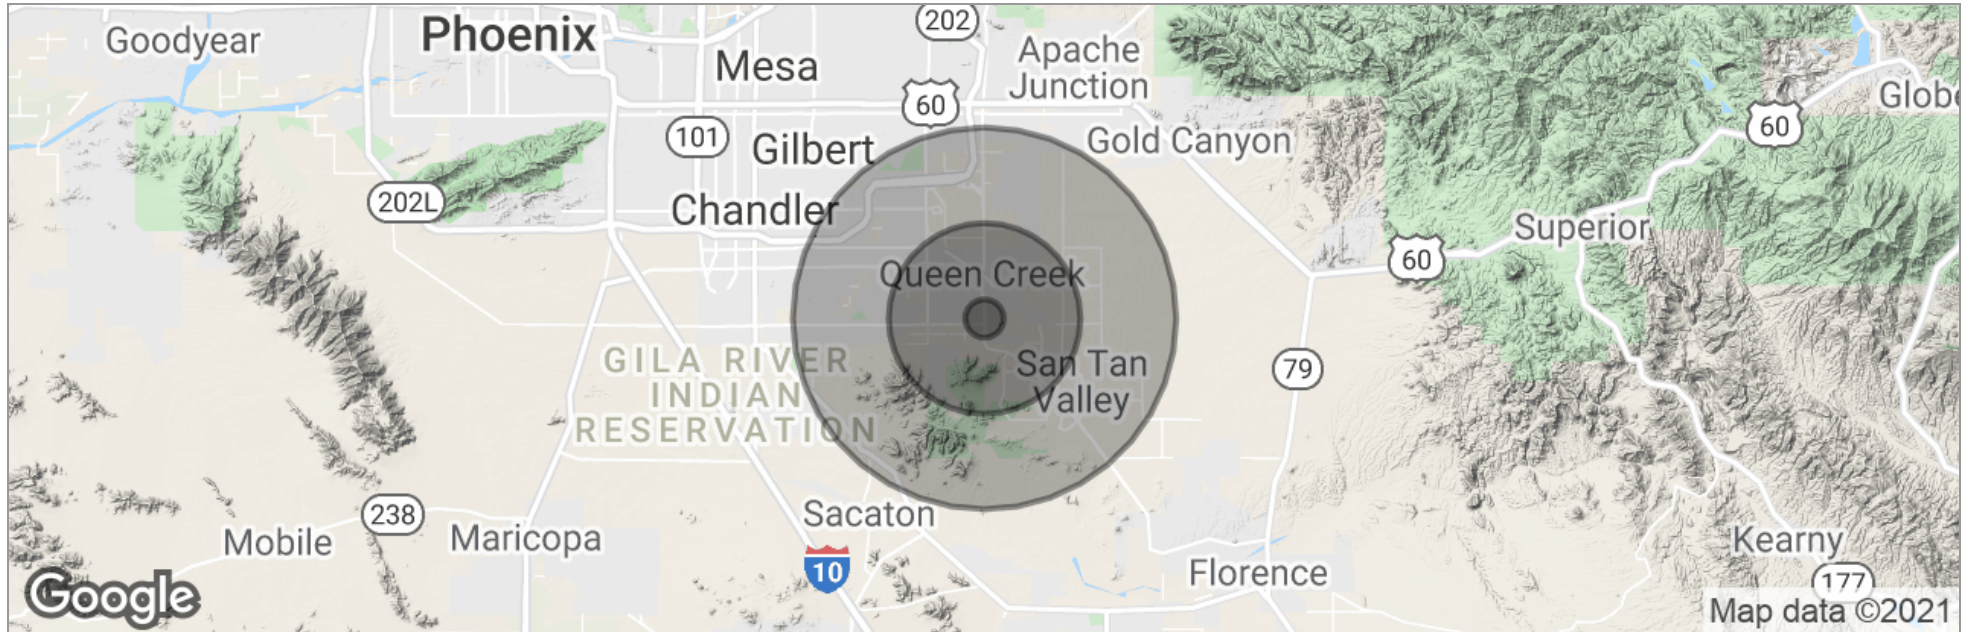 Goodyear
Phoenix
202
Mesa
Apache
Junction
60
Globe
101
Gilbert
Gold Canyon
60
202L
Chandler
Superior
Queen Creek
60
GILA RIVER
INDIAN
RESERVATION
San Tan
Valley
79
238
Mobile
Maricopa
Sacaton
10
Florence
Kearny
177
Google
Map data ©2021